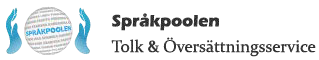 SPRÅKPOOLEN
Språkpoolen
Tolk & Översättningsservice